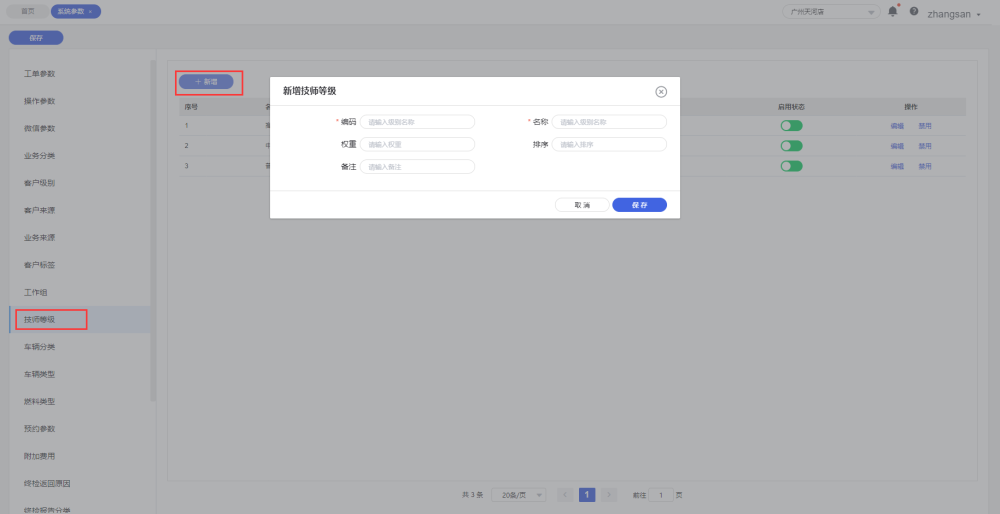 首页
系统参数 ×
广州天河店
zhangsan
保存
工单参数
操作参数
微信参数
业务分类
客户级别
客户来源
业务来源
客户标签
工作组
技师等级
车辆分类
车辆类型
燃料类型
预约参数
附加费用
终检返回原因
终检报告分类
+ 新增
序号
启用状态
操作
1
编辑 禁用
2
编辑 禁用
3
编辑 禁用
新增技师等级
* 编码 请输入级别名称
* 名称 请输入级别名称
权重 请输入权重
排序 请输入排序
备注 请输入备注
取 消
保 存
共 3 条
20条/页
< 1 >
前往 1 页